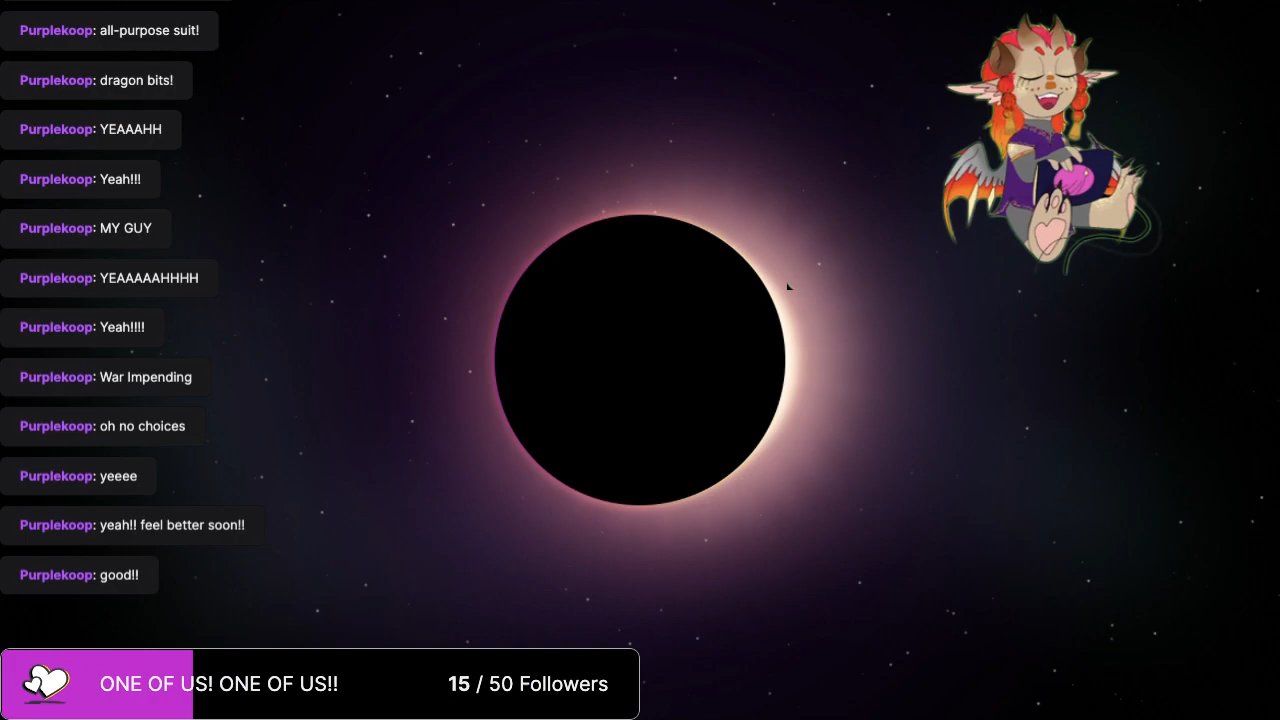 Purplekoop: all-purpose suit!
Purplekoop: dragon bits!
Purplekoop: YEAAAHH
Purplekoop: Yeah!!!
Purplekoop: MY GUY
Purplekoop: YEAAAAAHHHH
Purplekoop: Yeah!!!!
Purplekoop: War Impending
Purplekoop: oh no choices
Purplekoop: yeeee
Purplekoop: yeah!! feel better soon!!
Purplekoop: good!!
ONE OF US! ONE OF US!! 15 / 50 Followers